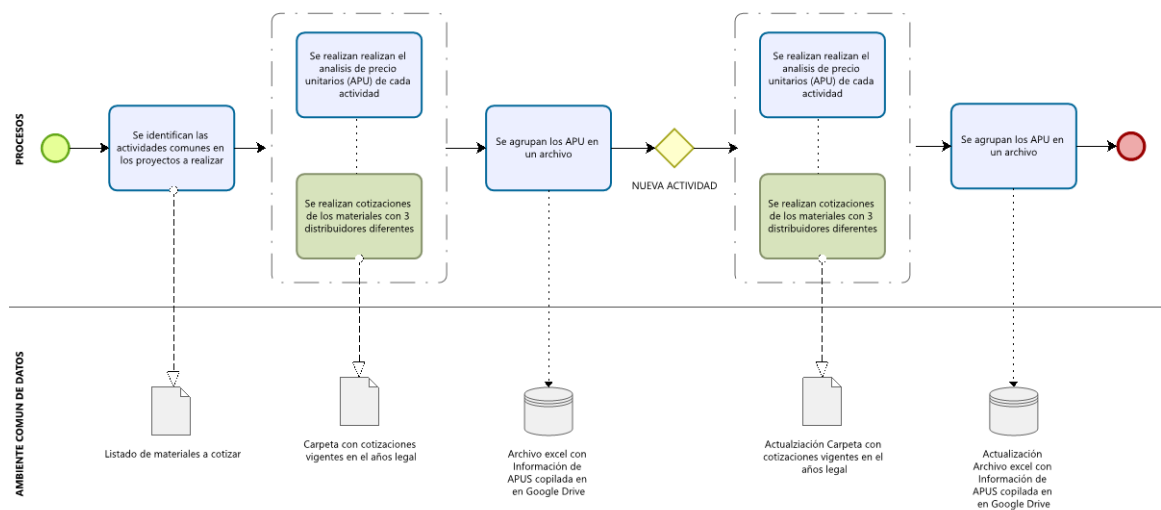 PROCESOS
Se identifican las
actividades comunes en
los proyectos a realizar
Se realizan realizan el
analisis de precio
unitarios (APU) de cada
actividad
Se realizan cotizaciones
de los materiales con 3
distribuidores diferentes
Se agrupan los APU en
un archivo
NUEVA ACTIVIDAD
Se realizan realizan el
analisis de precio
unitarios (APU) de cada
actividad
Se realizan cotizaciones
de los materiales con 3
distribuidores diferentes
Se agrupan los APU en
un archivo
AMBIENTE COMUN DE DATOS
Listado de materiales a cotizar
Carpeta con cotizaciones
vigentes en el años legal
Archivo excel con
Información de
APUS copilada en
en Google Drive
Actualziación Carpeta con
cotizaciones vigentes en el
años legal
Actualización
Archivo excel con
Información de
APUS copilada en
en Google Drive